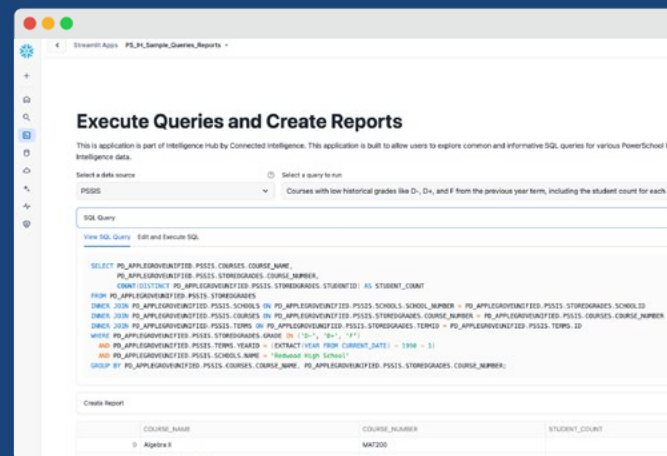 Streamlit Apps PS_IH_Sample_Queries_Reports
Execute Queries and Create Reports
This is application is part of Intelligence Hub by Connected Intelligence. This application is built to allow users to explore common and informative SQL queries for various PowerSchool
Intelligence data.
Select a data source Select a query to run
PSSIS Courses with low historical grades like D-, D+, and F from the previous year term, including the student count for each
SQL Query
View SQL Query Edit and Execute SQL
SELECT PD_APPLEGROVEUNIFIED.PSSIS.COURSES.COURSE_NAME,
PD_APPLEGROVEUNIFIED.PSSIS.STOREDGRADES.COURSE_NUMBER,
COUNT(DISTINCT PD_APPLEGROVEUNIFIED.PSSIS.STOREDGRADES.STUDENTID) AS STUDENT_COUNT
FROM PD_APPLEGROVEUNIFIED.PSSIS.STOREDGRADES
INNER JOIN PD_APPLEGROVEUNIFIED.PSSIS.SCHOOLS ON PD_APPLEGROVEUNIFIED.PSSIS.SCHOOLS.SCHOOL_NUMBER = PD_APPLEGROVEUNIFIED.PSSIS.STOREDGRADES.SCHOOLID
INNER JOIN PD_APPLEGROVEUNIFIED.PSSIS.COURSES ON PD_APPLEGROVEUNIFIED.PSSIS.STOREDGRADES.COURSE_NUMBER = PD_APPLEGROVEUNIFIED.PSSIS.COURSES.COURSE_NUMBER
INNER JOIN PD_APPLEGROVEUNIFIED.PSSIS.TERMS ON PD_APPLEGROVEUNIFIED.PSSIS.STOREDGRADES.TERMID = PD_APPLEGROVEUNIFIED.PSSIS.TERMS.ID
WHERE PD_APPLEGROVEUNIFIED.PSSIS.STOREDGRADES.GRADE IN ('D-', 'D+', 'F')
AND PD_APPLEGROVEUNIFIED.PSSIS.TERMS.YEARID = (EXTRACT(YEAR FROM CURRENT_DATE) - 1990 - 1)
AND PD_APPLEGROVEUNIFIED.PSSIS.SCHOOLS.NAME = 'Redwood High School'
GROUP BY PD_APPLEGROVEUNIFIED.PSSIS.COURSES.COURSE_NAME, PD_APPLEGROVEUNIFIED.PSSIS.STOREDGRADES.COURSE_NUMBER;
Create Report
COURSE_NAME COURSE_NUMBER STUDENT_COUNT
0 Algebra II MAT200